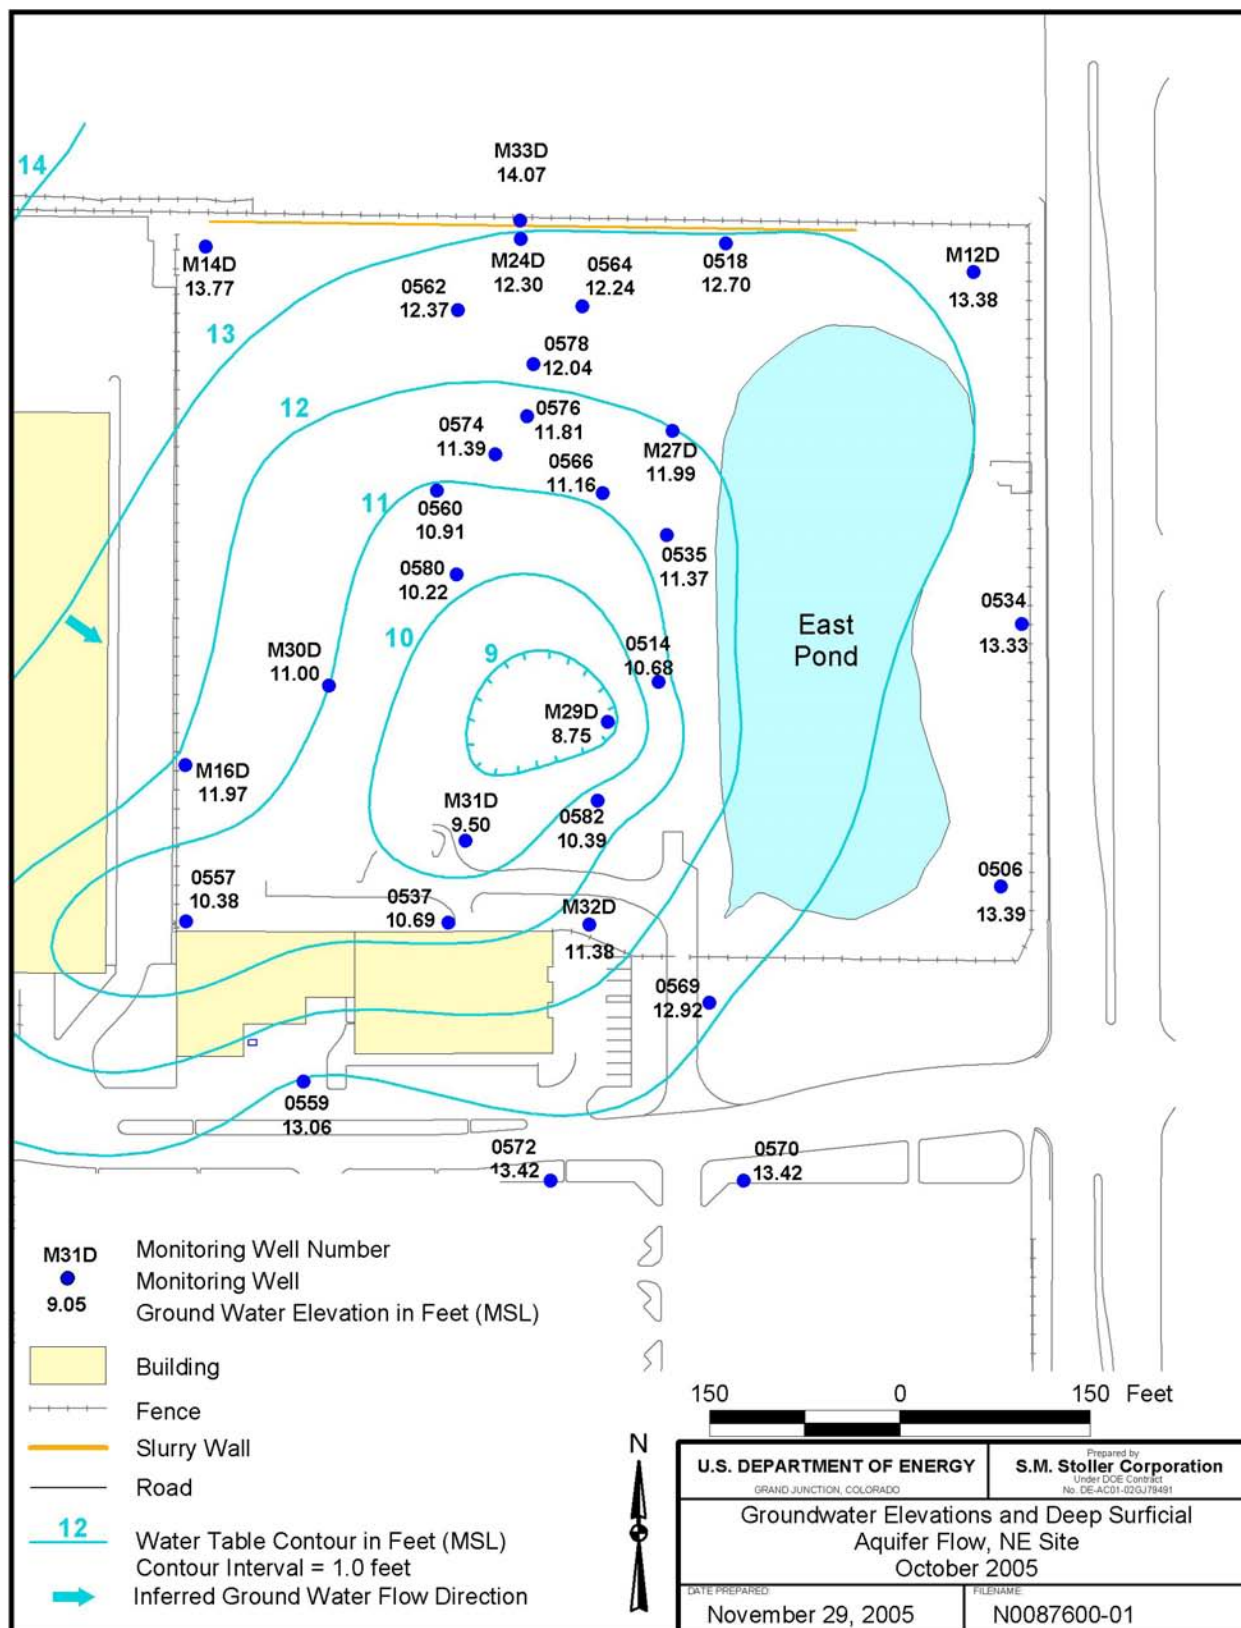 14
M33D
14.07
M14D
13.77
M24D
12.30
0564
12.24
0518
12.70
M12D
13.38
0562
12.37
13
0578
12.04
12
0576
11.81
0574
11.39
M27D
11.99
0566
11.16
11
0560
10.91
0535
11.37
0580
10.22
East
Pond
0534
13.33
10
9
0514
10.68
M30D
11.00
M29D
8.75
M16D
11.97
M31D
9.50
0582
10.39
0506
13.39
0557
10.38
0537
10.69
M32D
11.38
0569
12.92
0559
13.06
0572
13.42
0570
13.42
M31D
9.05
Monitoring Well Number
Monitoring Well
Ground Water Elevation in Feet (MSL)
Building
Fence
Slurry Wall
Road
12
Water Table Contour in Feet (MSL)
Contour Interval = 1.0 feet
Inferred Ground Water Flow Direction
150 0 150 Feet
N
U.S. DEPARTMENT OF ENERGY
GRAND JUNCTION, COLORADO
Prepared by
S.M. Stoller Corporation
Under DOE Contract
No. DE-AC01-02GJ79491
Groundwater Elevations and Deep Surficial
Aquifer Flow, NE Site
October 2005
DATE PREPARED:
November 29, 2005
FILENAME:
N0087600-01